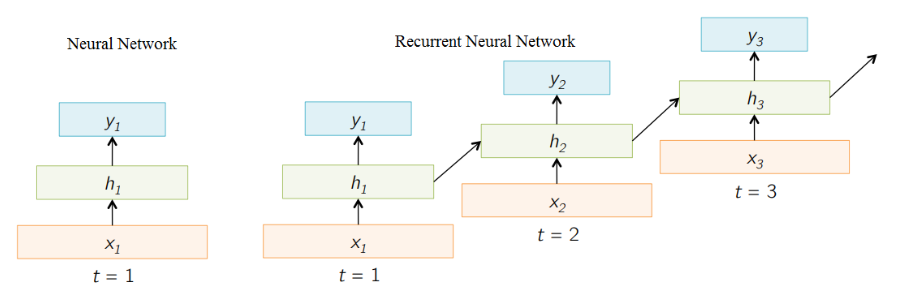 Neural Network
y₁
h₁
x₁
t = 1
Recurrent Neural Network
y₁
h₁
x₁
t = 1
y₂
h₂
x₂
t = 2
y₃
h₃
x₃
t = 3